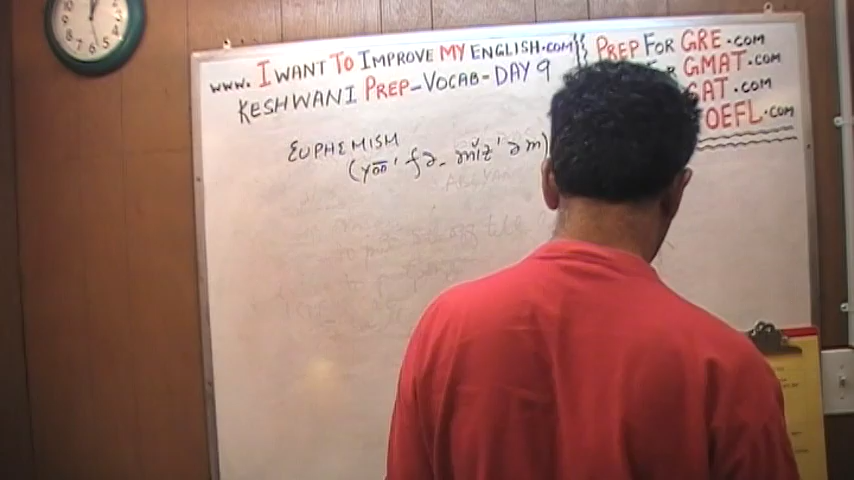 www. I WANT TO IMPROVE MY ENGLISH.COM }{ PREP FOR GRE.COM
KESHWANI PREP-VOCAB-DAY 9 GMAT.COM
.COM
TOEFL.COM
EUPHEMISM
(yōō' fə- mĭz' əm)